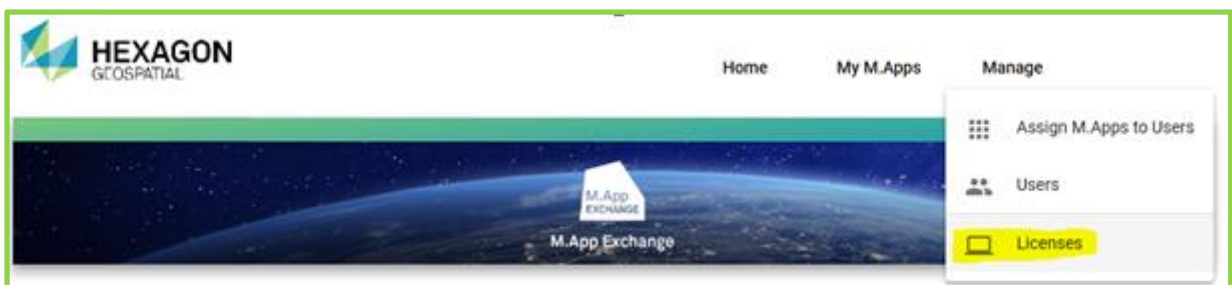 HEXAGON
GEOSPATIAL
Home My M.Apps Manage
Assign M.Apps to Users
Users
Licenses
M.App
EXCHANGE
M.App Exchange